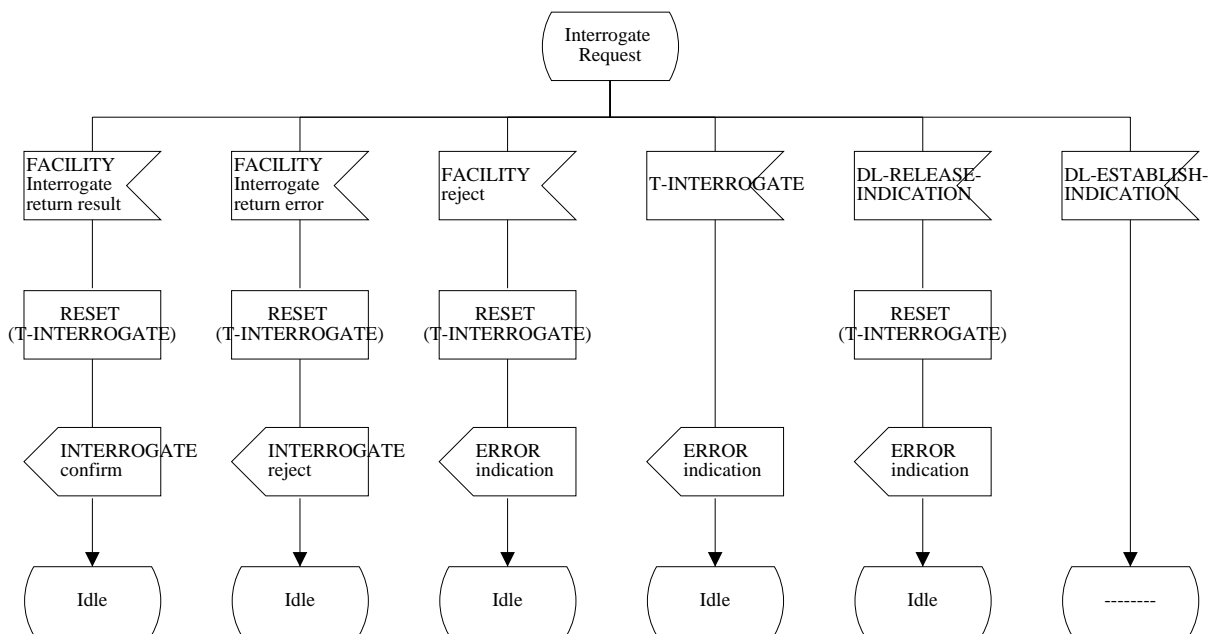 Interrogate
Request
FACILITY
Interrogate
return result
FACILITY
Interrogate
return error
FACILITY
reject
T-INTERROGATE
DL-RELEASE-
INDICATION
DL-ESTABLISH-
INDICATION
RESET
(T-INTERROGATE)
RESET
(T-INTERROGATE)
RESET
(T-INTERROGATE)
RESET
(T-INTERROGATE)
INTERROGATE
confirm
INTERROGATE
reject
ERROR
indication
ERROR
indication
ERROR
indication
Idle
Idle
Idle
Idle
Idle
--------